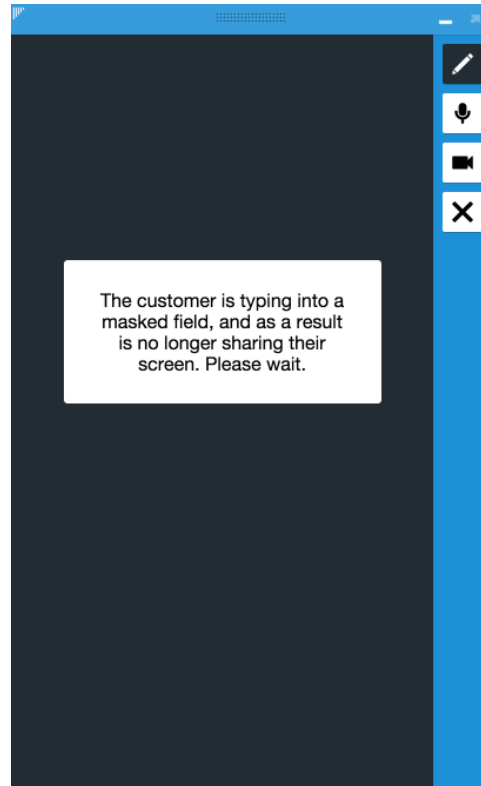 The customer is typing into a
masked field, and as a result
is no longer sharing their
screen. Please wait.